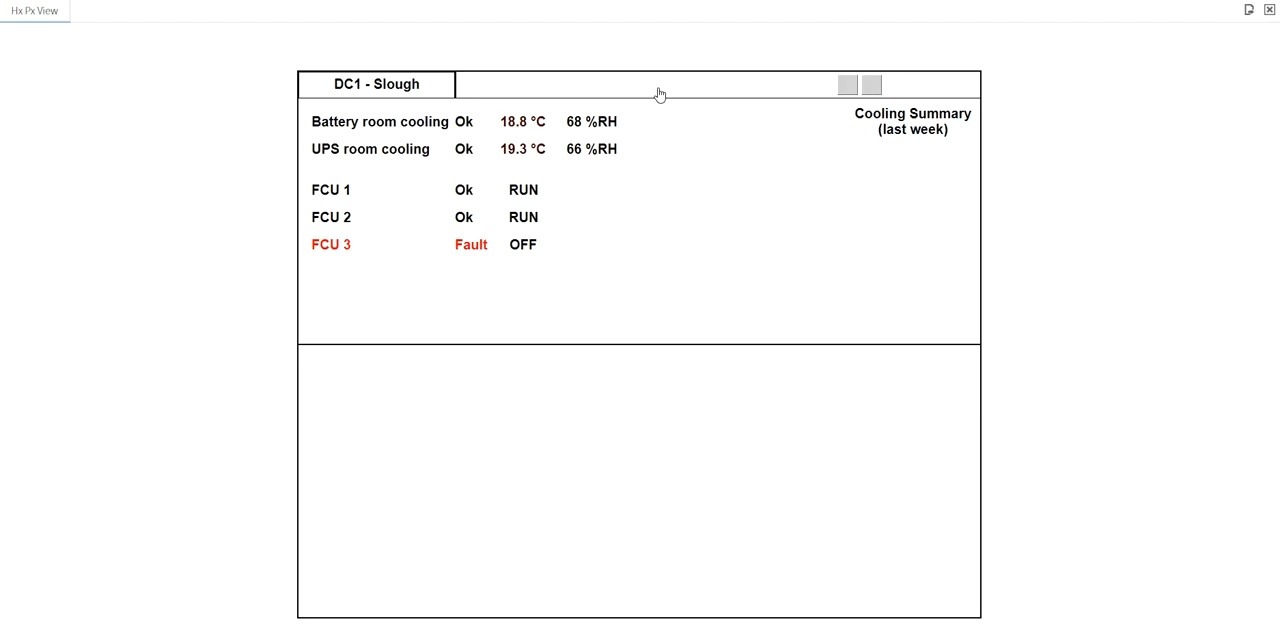 Hx Px View
DC1 - Slough
Cooling Summary
(last week)
Battery room cooling Ok 18.8 °C 68 %RH
UPS room cooling Ok 19.3 °C 66 %RH
FCU 1 Ok RUN
FCU 2 Ok RUN
FCU 3 Fault OFF